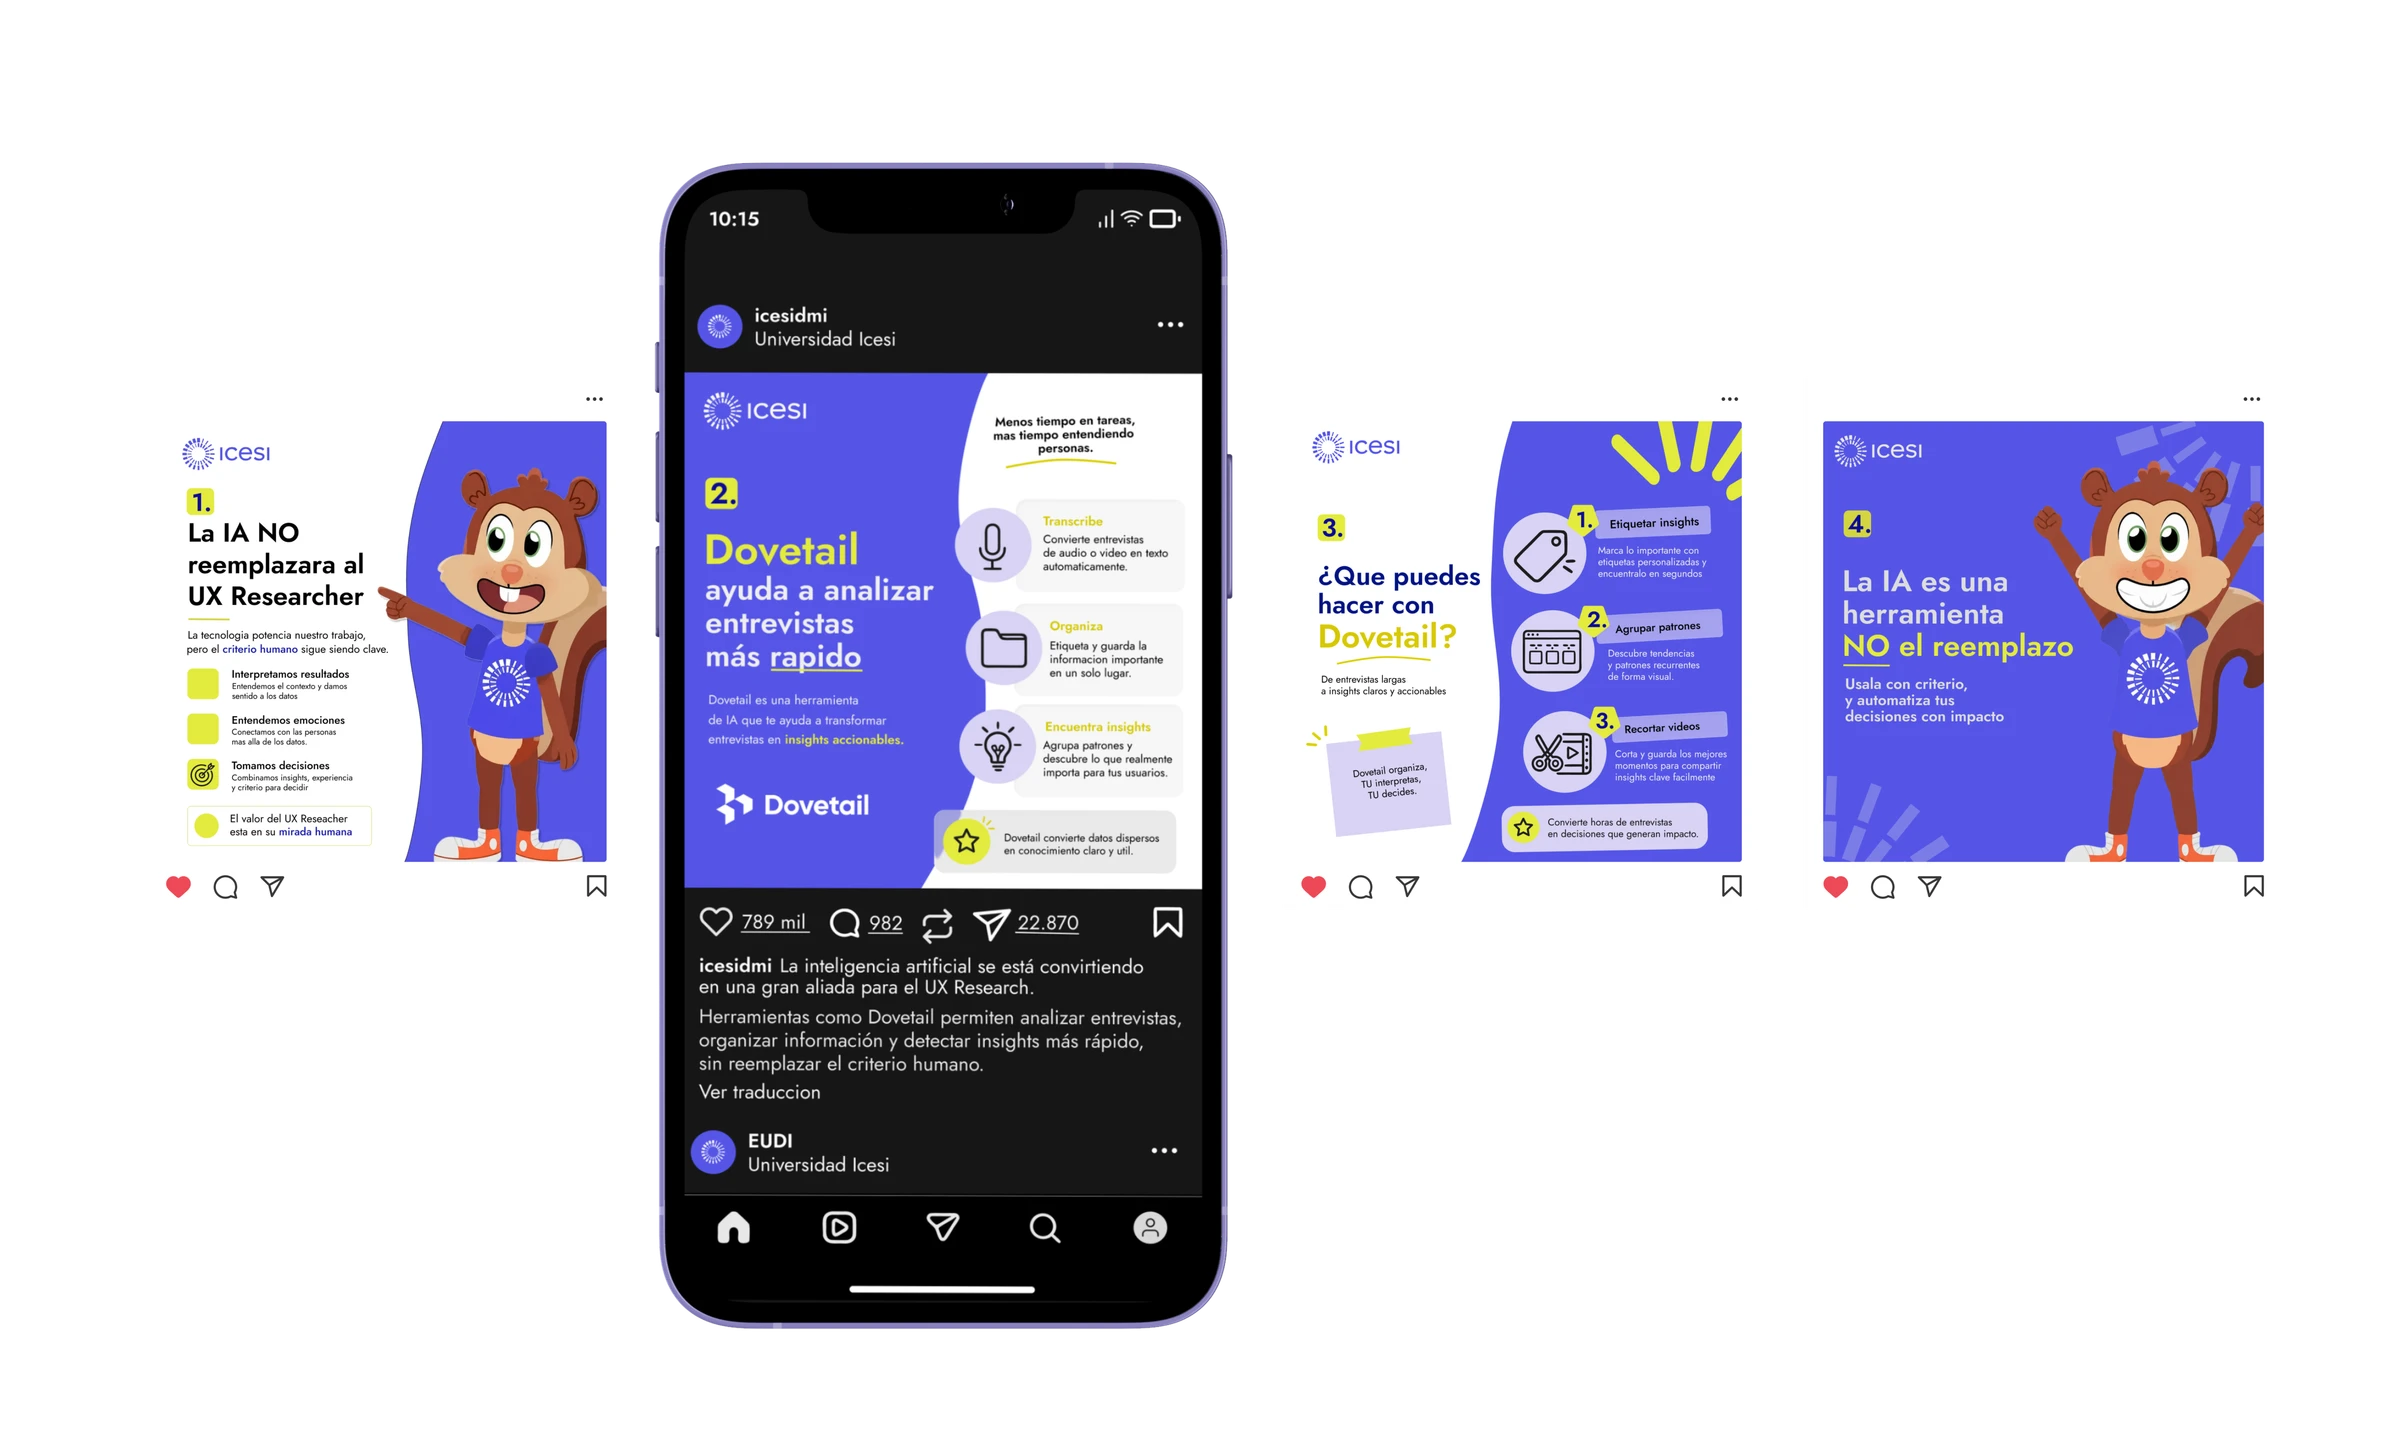 ICESI
1.
La IA NO
reemplazara al
UX Researcher
La tecnologia potencia nuestro trabajo,
pero el criterio humano sigue siendo clave.
Interpretamos resultados
Entendemos el contexto y damos
sentido a los datos
Entendemos emociones
Conectamos con las personas
mas alla de los datos.
Tomamos decisiones
Combinamos insights, experiencia
y criterio para decidir
El valor del UX Reseacher
esta en su mirada humana
10:15
icesidmi
Universidad Icesi
ICESI
2.
Dovetail
ayuda a analizar
entrevistas
más rapido
Dovetail es una herramienta
de IA que te ayuda a transformar
entrevistas en insights accionables.
Dovetail
Menos tiempo en tareas,
mas tiempo entendiendo
personas.
Transcribe
Convierte entrevistas
de audio o video en texto
automaticamente.
Organiza
Etiqueta y guarda la
informacion importante
en un solo lugar.
Encuentra insights
Agrupa patrones y
descubre lo que realmente
importa para tus usuarios.
Dovetail convierte datos dispersos
en conocimiento claro y util.
789 mil 982 22.870
icesidmi La inteligencia artificial se está convirtiendo
en una gran aliada para el UX Research.
Herramientas como Dovetail permiten analizar entrevistas,
organizar información y detectar insights más rápido,
sin reemplazar el criterio humano.
Ver traduccion
EUDI
Universidad Icesi
ICESI
3.
¿Que puedes
hacer con
Dovetail?
De entrevistas largas
a insights claros y accionables
Dovetail organiza,
TU interpretas,
TU decides.
1.
Etiquetar insights
Marca lo importante con
etiquetas personalizadas y
encuentralo en segundos
2.
Agrupar patrones
Descubre tendencias
y patrones recurrentes
de forma visual.
3.
Recortar videos
Corta y guarda los mejores
momentos para compartir
insights clave facilmente
Convierte horas de entrevistas
en decisiones que generan impacto.
ICESI
4.
La IA es una
herramienta
NO el reemplazo
Usala con criterio,
y automatiza tus
decisiones con impacto